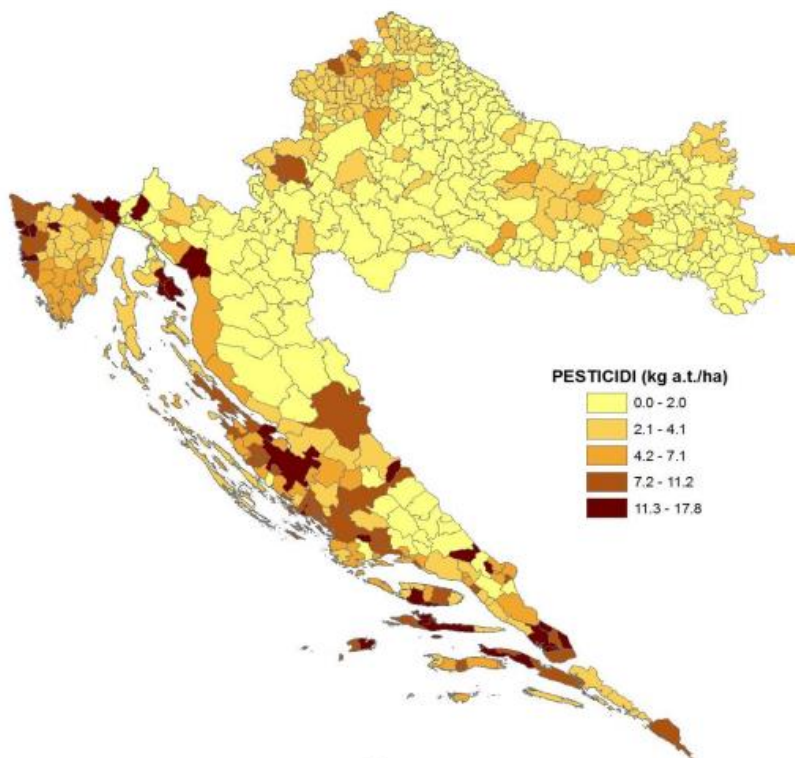 PESTICIDI (kg a.t./ha)
0.0 - 2.0
2.1 - 4.1
4.2 - 7.1
7.2 - 11.2
11.3 - 17.8